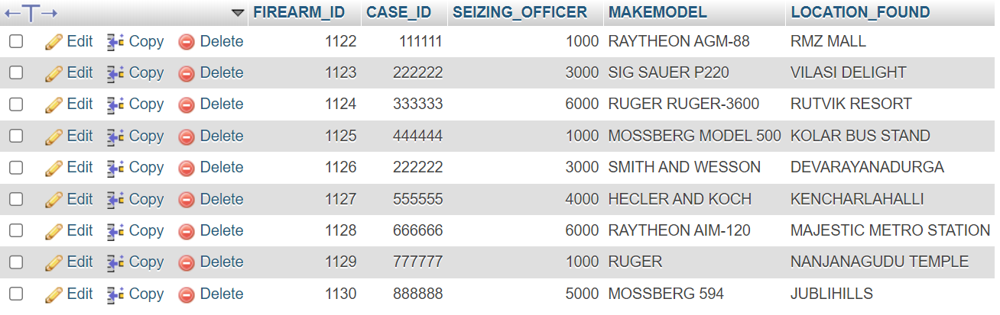 FIREARM_ID CASE_ID SEIZING_OFFICER MAKEMODEL LOCATION_FOUND
Edit Copy Delete 1122 111111 1000 RAYTHEON AGM-88 RMZ MALL
Edit Copy Delete 1123 222222 3000 SIG SAUER P220 VILASI DELIGHT
Edit Copy Delete 1124 333333 6000 RUGER RUGER-3600 RUTVIK RESORT
Edit Copy Delete 1125 444444 1000 MOSSBERG MODEL 500 KOLAR BUS STAND
Edit Copy Delete 1126 222222 3000 SMITH AND WESSON DEVARAYANADURGA
Edit Copy Delete 1127 555555 4000 HECLER AND KOCH KENCHARLAHALLI
Edit Copy Delete 1128 666666 6000 RAYTHEON AIM-120 MAJESTIC METRO STATION
Edit Copy Delete 1129 777777 1000 RUGER NANJANAGUDU TEMPLE
Edit Copy Delete 1130 888888 5000 MOSSBERG 594 JUBLIHILLS